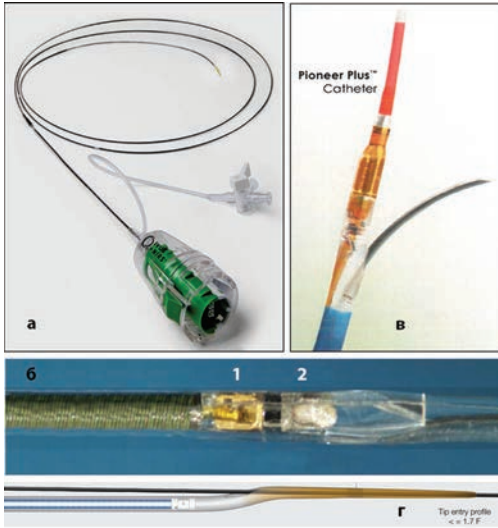 Pioneer Plus™
Catheter
а
в
б
1
2
Tip entry profile
< = 1.7 F
г